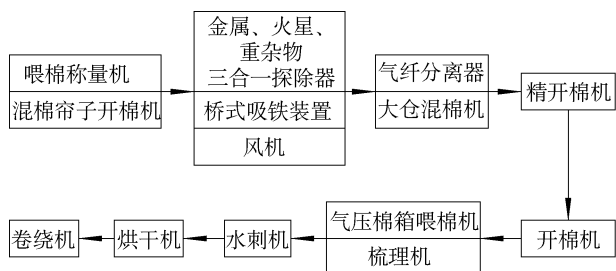 喂棉称量机
混棉帘子开棉机
金属、火星、
重杂物
三合一探除器
桥式吸铁装置
风机
气纤分离器
大仓混棉机
精开棉机
开棉机
气压棉箱喂棉机
梳理机
水刺机
烘干机
卷绕机